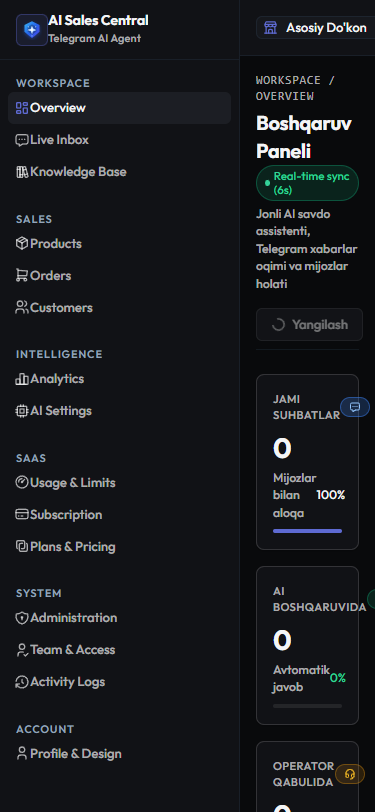 AI Sales Central
Telegram AI Agent
WORKSPACE
Overview
Live Inbox
Knowledge Base
SALES
Products
Orders
Customers
INTELLIGENCE
Analytics
AI Settings
SAAS
Usage & Limits
Subscription
Plans & Pricing
SYSTEM
Administration
Team & Access
Activity Logs
ACCOUNT
Profile & Design
Asosiy Do'kon
WORKSPACE /
OVERVIEW
Boshqaruv
Paneli
Real-time sync
(6s)
Jonli AI savdo
assistenti,
Telegram xabarlar
oqimi va mijozlar
holati
Yangilash
JAMI
SUHBATLAR
0
Mijozlar
bilan
aloqa
100%
AI
BOSHQARUVIDA
0
Avtomatik
javob
0%
OPERATOR
QABULIDA
0